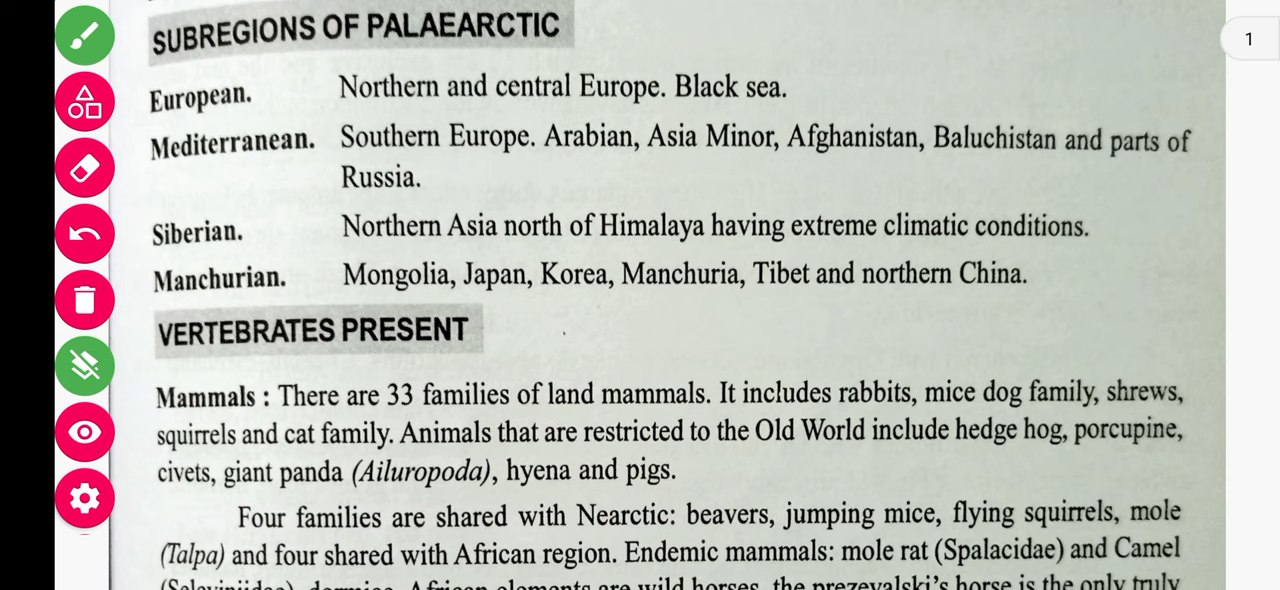 SUBREGIONS OF PALAEARCTIC
1
European. Northern and central Europe. Black sea.
Mediterranean. Southern Europe. Arabian, Asia Minor, Afghanistan, Baluchistan and parts of
Russia.
Siberian. Northern Asia north of Himalaya having extreme climatic conditions.
Manchurian. Mongolia, Japan, Korea, Manchuria, Tibet and northern China.
VERTEBRATES PRESENT
Mammals : There are 33 families of land mammals. It includes rabbits, mice dog family, shrews,
squirrels and cat family. Animals that are restricted to the Old World include hedge hog, porcupine,
civets, giant panda (Ailuropoda), hyena and pigs.
Four families are shared with Nearctic: beavers, jumping mice, flying squirrels, mole
(Talpa) and four shared with African region. Endemic mammals: mole rat (Spalacidae) and Camel
dormice. African elements are wild horses, the prezevalski's horse is the only truly